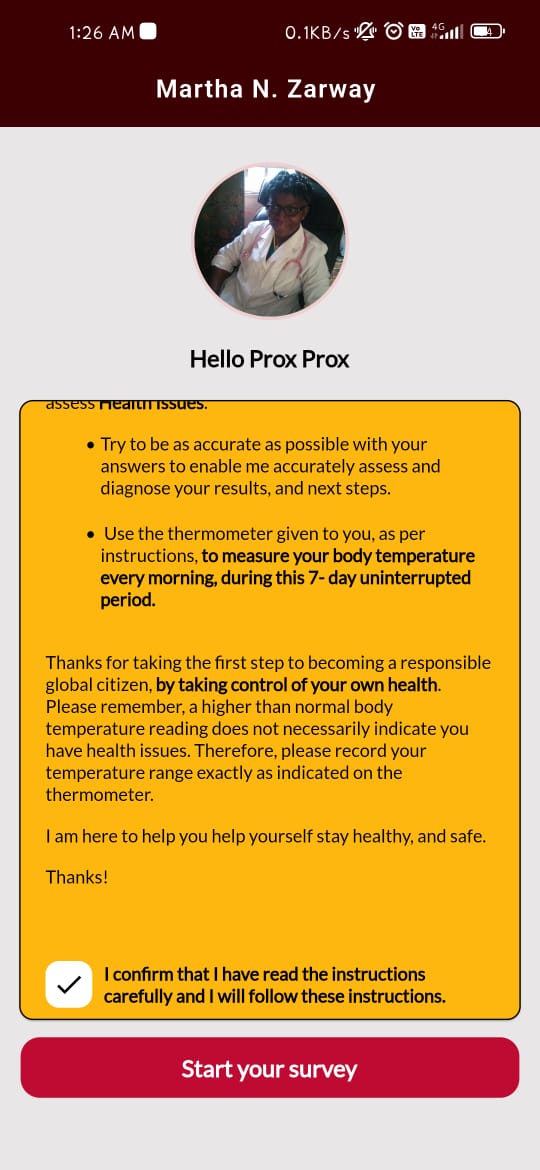 1:26 AM 0.1KB/s Vo LTE 4G
Martha N. Zarway
Hello Prox Prox
assess Health Issues.
• Try to be as accurate as possible with your
answers to enable me accurately assess and
diagnose your results, and next steps.
• Use the thermometer given to you, as per
instructions, to measure your body temperature
every morning, during this 7- day uninterrupted
period.
Thanks for taking the first step to becoming a responsible
global citizen, by taking control of your own health.
Please remember, a higher than normal body
temperature reading does not necessarily indicate you
have health issues. Therefore, please record your
temperature range exactly as indicated on the
thermometer.
I am here to help you help yourself stay healthy, and safe.
Thanks!
I confirm that I have read the instructions
carefully and I will follow these instructions.
Start your survey